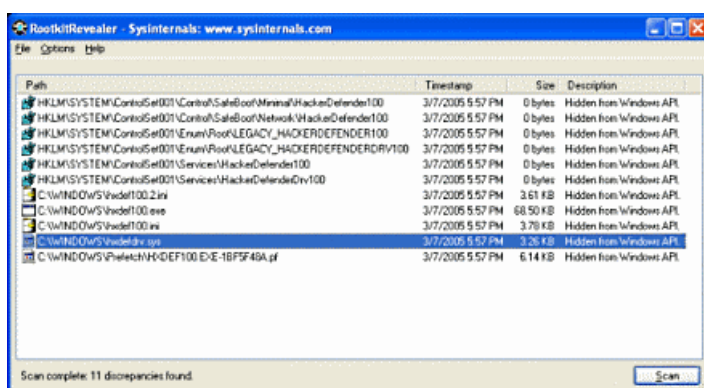 RootkitRevealer - Sysinternals: www.sysinternals.com
File Options Help
Path Timestamp Size Description
HKLM\SYSTEM\ControlSet001\Control\SafeBoot\Minimal\HackerDefender100 3/7/2005 5:57 PM 0 bytes Hidden from Windows API.
HKLM\SYSTEM\ControlSet001\Control\SafeBoot\Network\HackerDefender100 3/7/2005 5:57 PM 0 bytes Hidden from Windows API.
HKLM\SYSTEM\ControlSet001\Enum\Root\LEGACY_HACKERDEFENDER100 3/7/2005 5:57 PM 0 bytes Hidden from Windows API.
HKLM\SYSTEM\ControlSet001\Enum\Root\LEGACY_HACKERDEFENDERDRV100 3/7/2005 5:57 PM 0 bytes Hidden from Windows API.
HKLM\SYSTEM\ControlSet001\Services\HackerDefender100 3/7/2005 5:57 PM 0 bytes Hidden from Windows API.
HKLM\SYSTEM\ControlSet001\Services\HackerDefenderDrv100 3/7/2005 5:57 PM 0 bytes Hidden from Windows API.
C:\WINDOWS\hxdef100.2.ini 3/7/2005 5:57 PM 3.61 KB Hidden from Windows API.
C:\WINDOWS\hxdef100.exe 3/7/2005 5:57 PM 68.50 KB Hidden from Windows API.
C:\WINDOWS\hxdef100.ini 3/7/2005 5:57 PM 3.78 KB Hidden from Windows API.
C:\WINDOWS\hxdefdrv.sys 3/7/2005 5:57 PM 3.26 KB Hidden from Windows API.
C:\WINDOWS\Prefetch\HXDEF100.EXE-1BF5F48A.pf 3/7/2005 5:57 PM 6.14 KB Hidden from Windows API.
Scan complete: 11 discrepancies found.
Scan